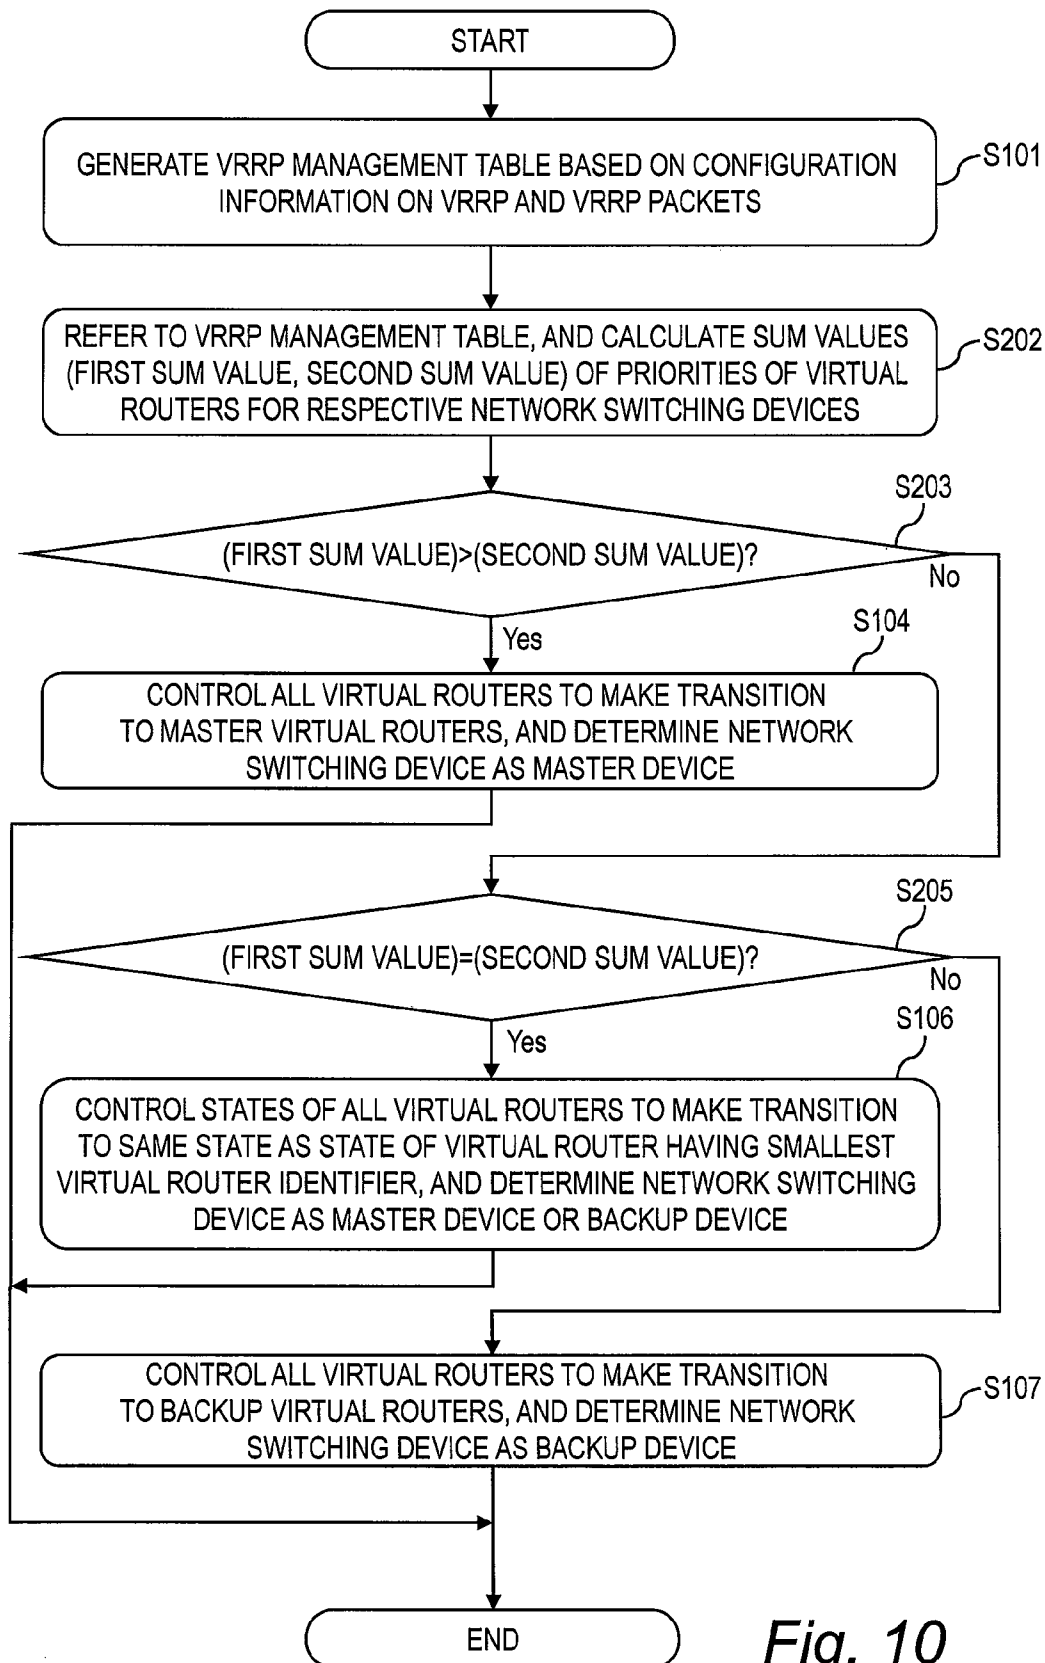 START
GENERATE VRRP MANAGEMENT TABLE BASED ON CONFIGURATION
INFORMATION ON VRRP AND VRRP PACKETS
S101
REFER TO VRRP MANAGEMENT TABLE, AND CALCULATE SUM VALUES
(FIRST SUM VALUE, SECOND SUM VALUE) OF PRIORITIES OF VIRTUAL
ROUTERS FOR RESPECTIVE NETWORK SWITCHING DEVICES
S202
S203
(FIRST SUM VALUE)>(SECOND SUM VALUE)?
No
Yes
S104
CONTROL ALL VIRTUAL ROUTERS TO MAKE TRANSITION
TO MASTER VIRTUAL ROUTERS, AND DETERMINE NETWORK
SWITCHING DEVICE AS MASTER DEVICE
S205
(FIRST SUM VALUE)=(SECOND SUM VALUE)?
No
Yes
S106
CONTROL STATES OF ALL VIRTUAL ROUTERS TO MAKE TRANSITION
TO SAME STATE AS STATE OF VIRTUAL ROUTER HAVING SMALLEST
VIRTUAL ROUTER IDENTIFIER, AND DETERMINE NETWORK SWITCHING
DEVICE AS MASTER DEVICE OR BACKUP DEVICE
CONTROL ALL VIRTUAL ROUTERS TO MAKE TRANSITION
TO BACKUP VIRTUAL ROUTERS, AND DETERMINE NETWORK
SWITCHING DEVICE AS BACKUP DEVICE
S107
END
Fig. 10